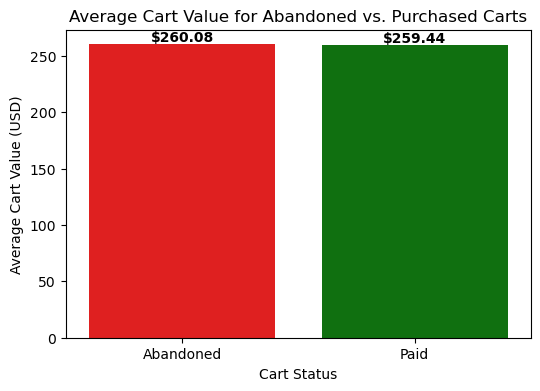 Average Cart Value for Abandoned vs. Purchased Carts
$260.08
$259.44
250
200
150
100
50
0
Average Cart Value (USD)
Abandoned
Paid
Cart Status